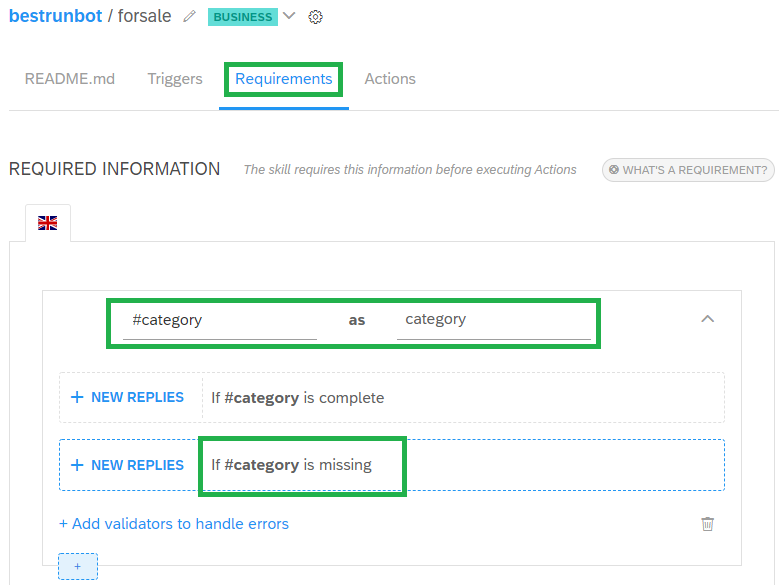 bestrunbot / forsale BUSINESS
README.md Triggers Requirements Actions
REQUIRED INFORMATION The skill requires this information before executing Actions WHAT'S A REQUIREMENT?
#category as category
+ NEW REPLIES If #category is complete
+ NEW REPLIES If #category is missing
+ Add validators to handle errors
+